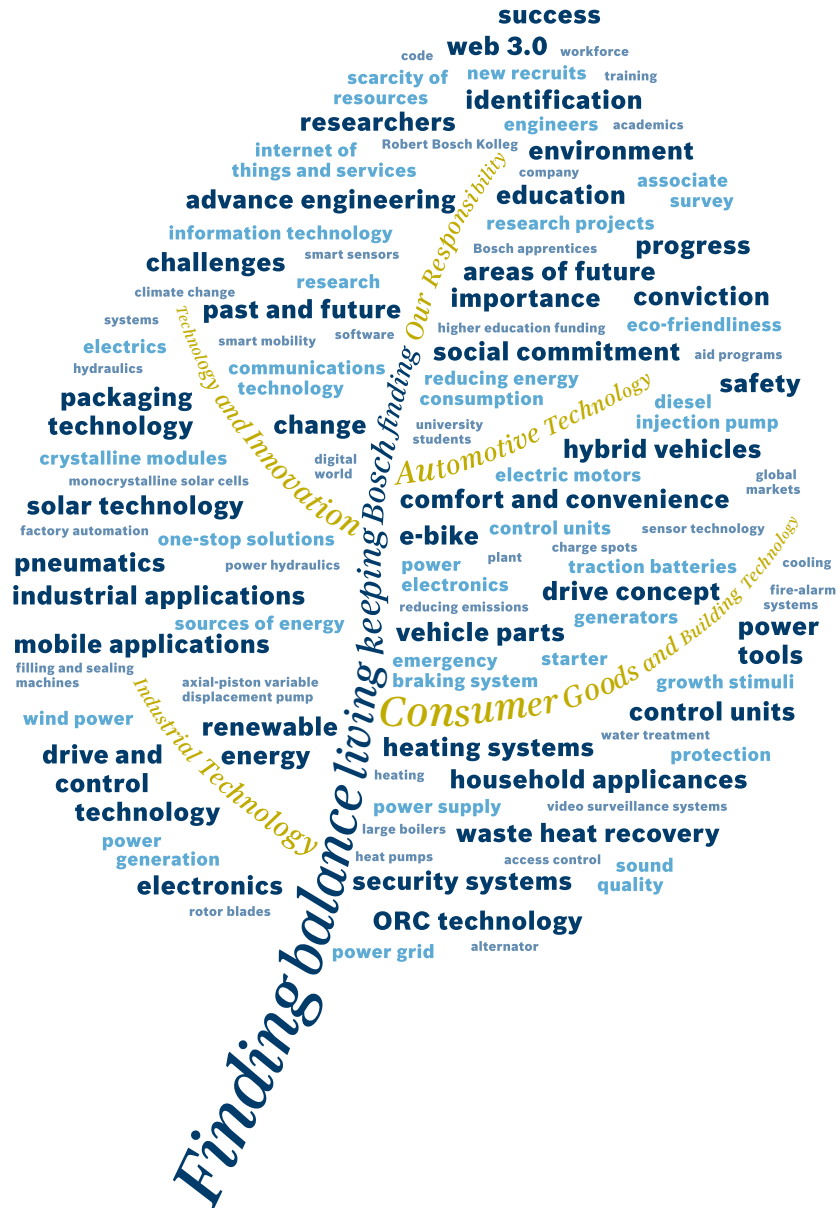 success
web 3.0
code
workforce
scarcity of
resources
new recruits
training
identification
researchers
engineers
academics
internet of
things and services
Robert Bosch Kolleg
environment
company
advance engineering
education
associate
survey
information technology
research projects
smart sensors
Bosch apprentices
progress
challenges
areas of future
importance
research
climate change
past and future
conviction
systems
smart mobility
software
higher education funding
eco-friendliness
electrics
hydraulics
communications
technology
social commitment
aid programs
packaging
technology
reducing energy
consumption
safety
diesel
injection pump
change
university
students
hybrid vehicles
crystalline modules
digital
world
monocrystalline solar cells
electric motors
global
markets
solar technology
comfort and convenience
factory automation
one-stop solutions
e-bike
control units
sensor technology
pneumatics
power hydraulics
power
electronics
plant
charge spots
traction batteries
cooling
industrial applications
reducing emissions
drive concept
fire-alarm
systems
sources of energy
generators
mobile applications
vehicle parts
power
tools
filling and sealing
machines
axial-piston variable
displacement pump
emergency
braking system
starter
growth stimuli
wind power
renewable
energy
control units
drive and
control
technology
heating systems
water treatment
protection
heating
household applicances
power supply
video surveillance systems
large boilers
waste heat recovery
power
generation
heat pumps
access control
sound
quality
electronics
security systems
rotor blades
ORC technology
power grid
alternator
Our Responsibility
Technology and Innovation
Automotive Technology
Consumer Goods and Building Technology
Industrial Technology
Finding balance living keeping Bosch finding